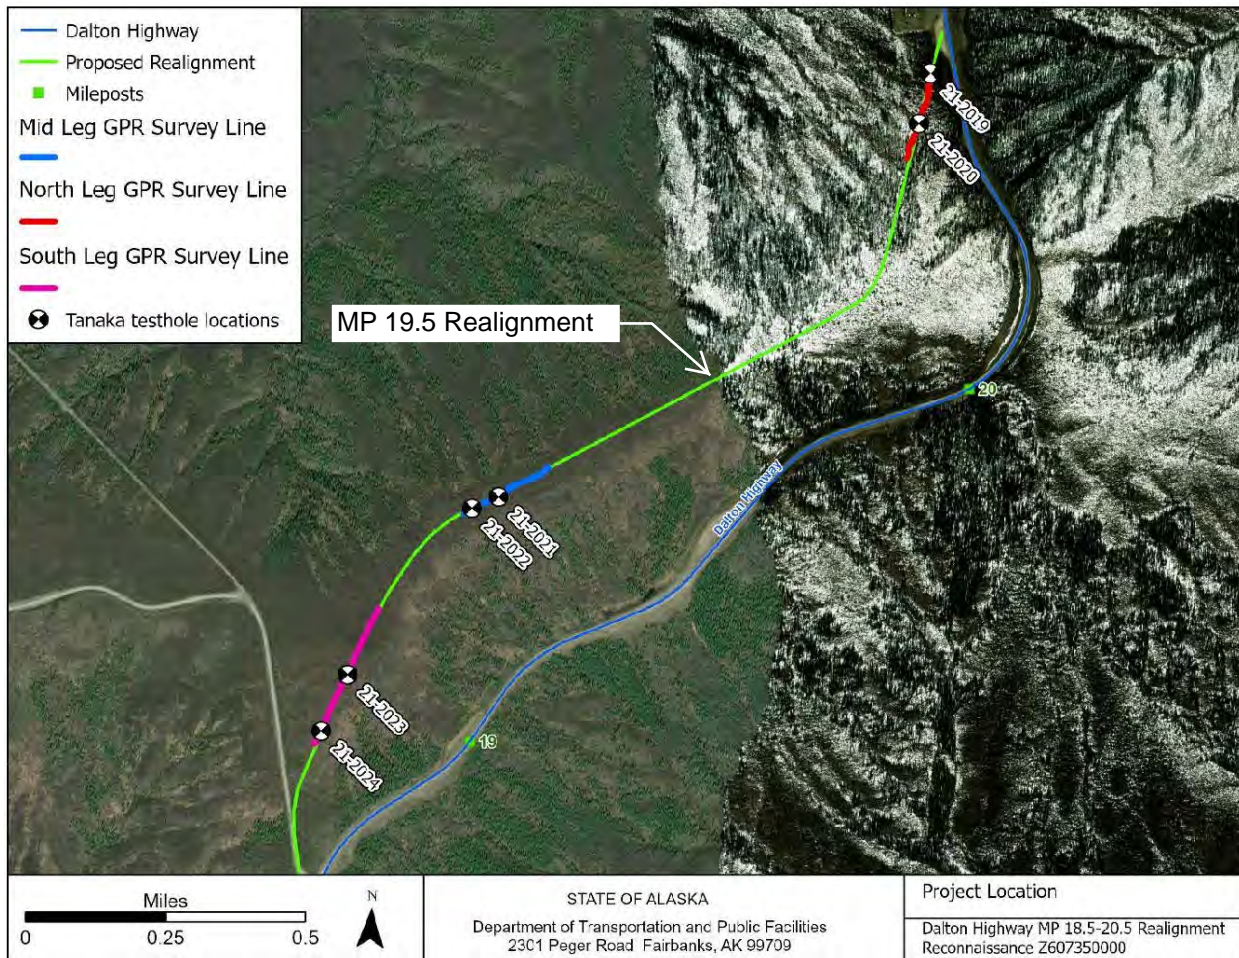 Dalton Highway
Proposed Realignment
Mileposts
Mid Leg GPR Survey Line
North Leg GPR Survey Line
South Leg GPR Survey Line
Tanaka testhole locations
MP 19.5 Realignment
21-2019
21-2020
20
Dalton Highway
21-2021
21-2022
21-2023
21-2024
19
Miles
0 0.25 0.5
N
STATE OF ALASKA
Department of Transportation and Public Facilities
2301 Peger Road Fairbanks, AK 99709
Project Location
Dalton Highway MP 18.5-20.5 Realignment
Reconnaissance Z607350000